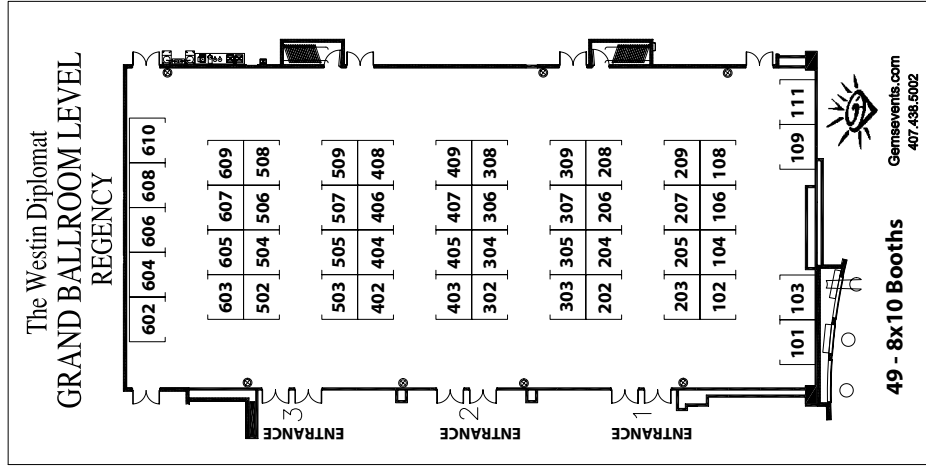 The Westin Diplomat
GRAND BALLROOM LEVEL
REGENCY
602 604 606 608 610
603 605 607 609
502 504 506 508
503 505 507 509
402 404 406 408
403 405 407 409
302 304 306 308
303 305 307 309
202 204 206 208
203 205 207 209
102 104 106 108
101 103 109 111
ENTRANCE
3
ENTRANCE
2
ENTRANCE
1
49 - 8x10 Booths
Gemsevents.com
407.438.5002